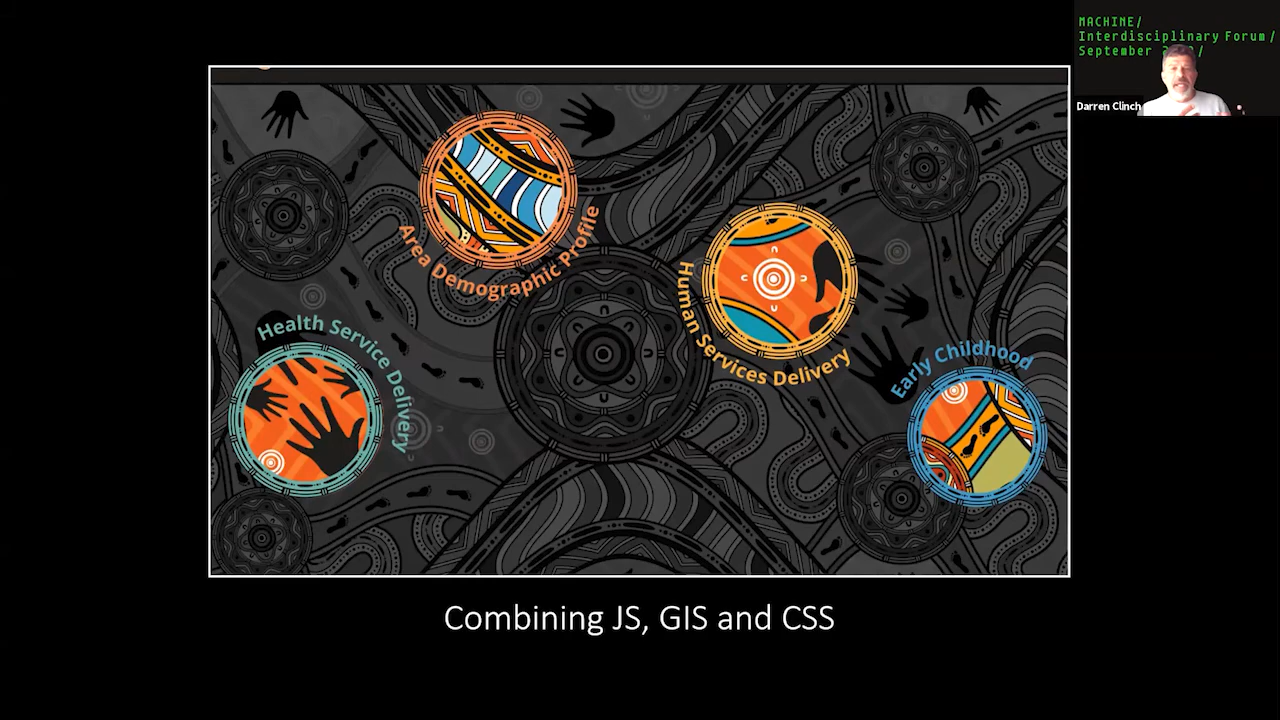 MACHINE/
Interdisciplinary Forum/
September
Darren Clinch
Area Demographic Profile
Human Services Delivery
Health Service Delivery
Early Childhood
Combining JS, GIS and CSS